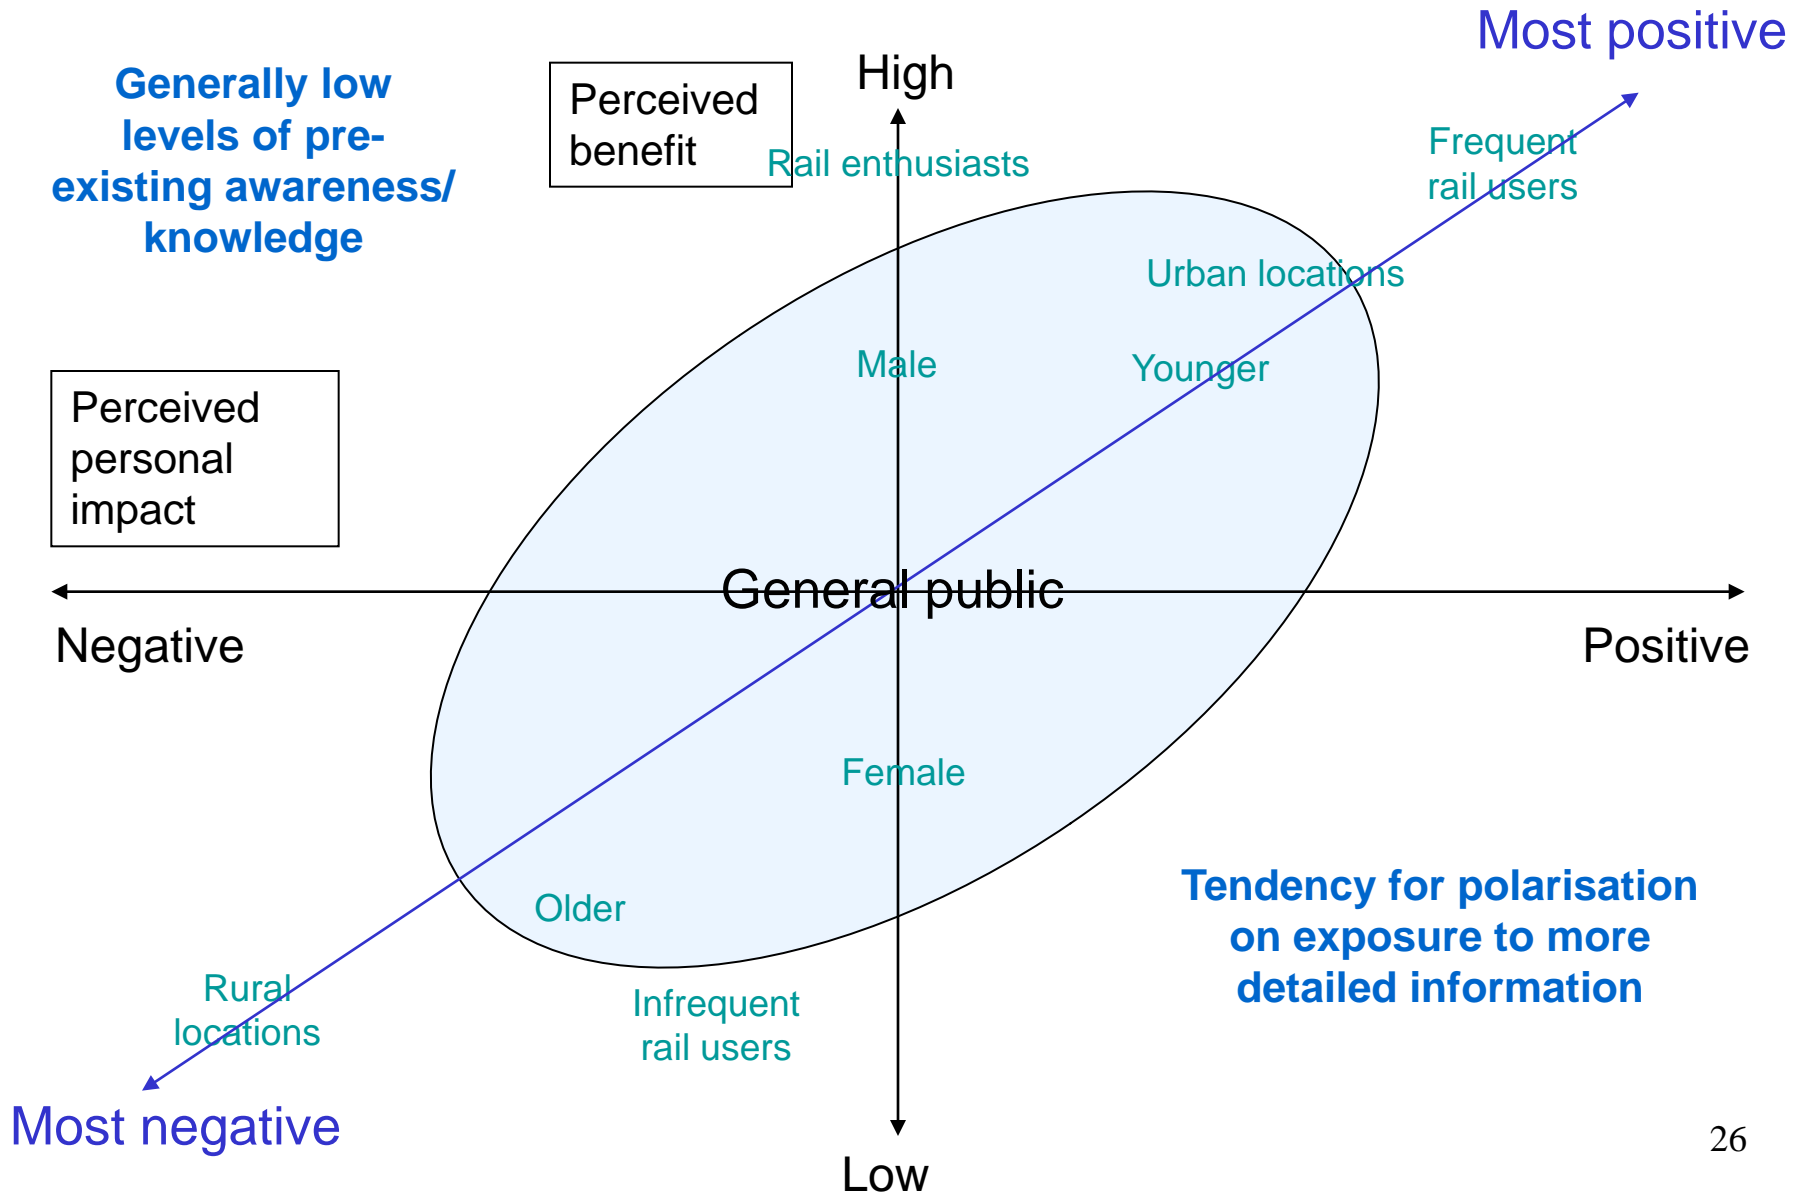 Most positive
Generally low
levels of pre-
existing awareness/
knowledge
Perceived
benefit
High
Rail enthusiasts
Frequent
rail users
Urban locations
Male
Younger
Perceived
personal
impact
General public
Negative
Positive
Female
Older
Tendency for polarisation
on exposure to more
detailed information
Rural
locations
Infrequent
rail users
Most negative
Low
26